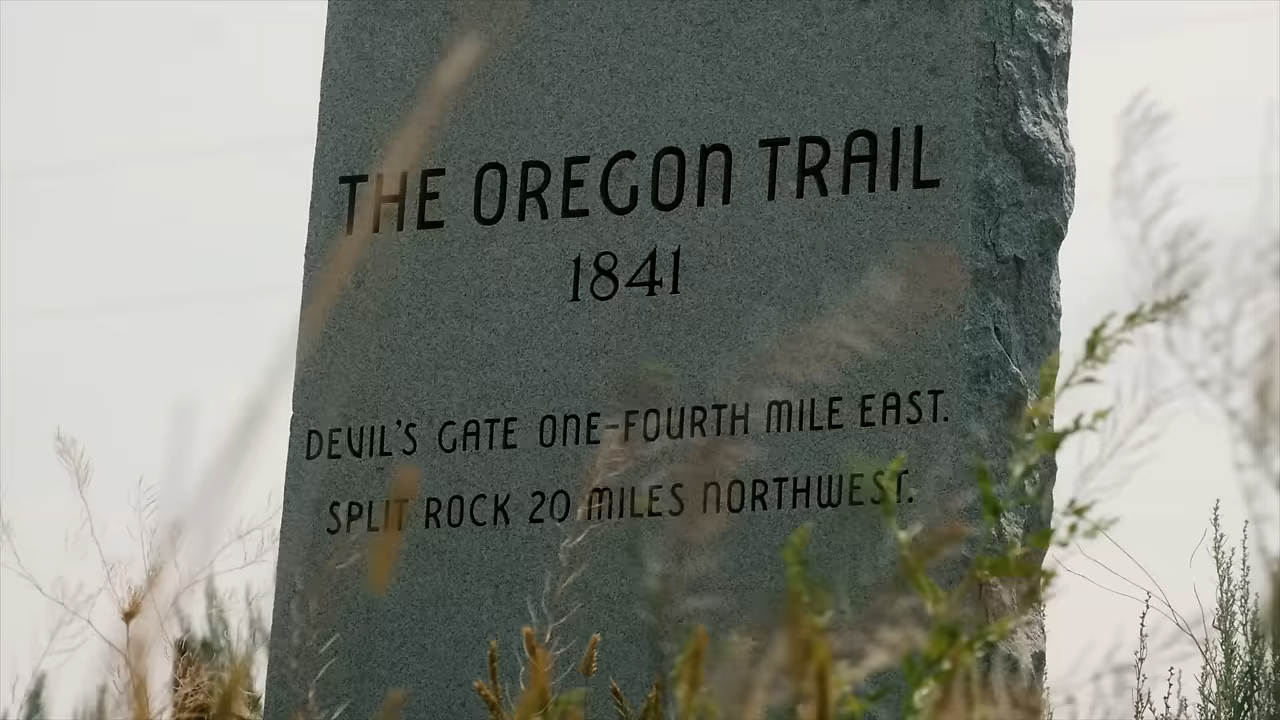 THE OREGON TRAIL
1841
DEVIL'S GATE ONE-FOURTH MILE EAST.
SPLIT ROCK 20 MILES NORTHWEST.